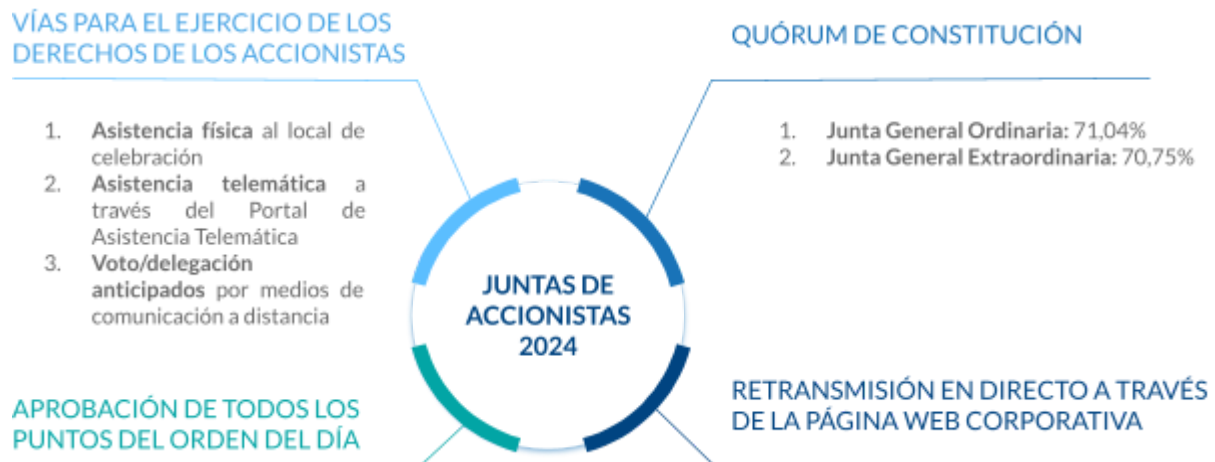 VÍAS PARA EL EJERCICIO DE LOS
DERECHOS DE LOS ACCIONISTAS
1. Asistencia física al local de
celebración
2. Asistencia telemática a
través del Portal de
Asistencia Telemática
3. Voto/delegación
anticipados por medios de
comunicación a distancia
QUÓRUM DE CONSTITUCIÓN
1. Junta General Ordinaria: 71,04%
2. Junta General Extraordinaria: 70,75%
JUNTAS DE
ACCIONISTAS
2024
APROBACIÓN DE TODOS LOS
PUNTOS DEL ORDEN DEL DÍA
RETRANSMISIÓN EN DIRECTO A TRAVÉS
DE LA PÁGINA WEB CORPORATIVA